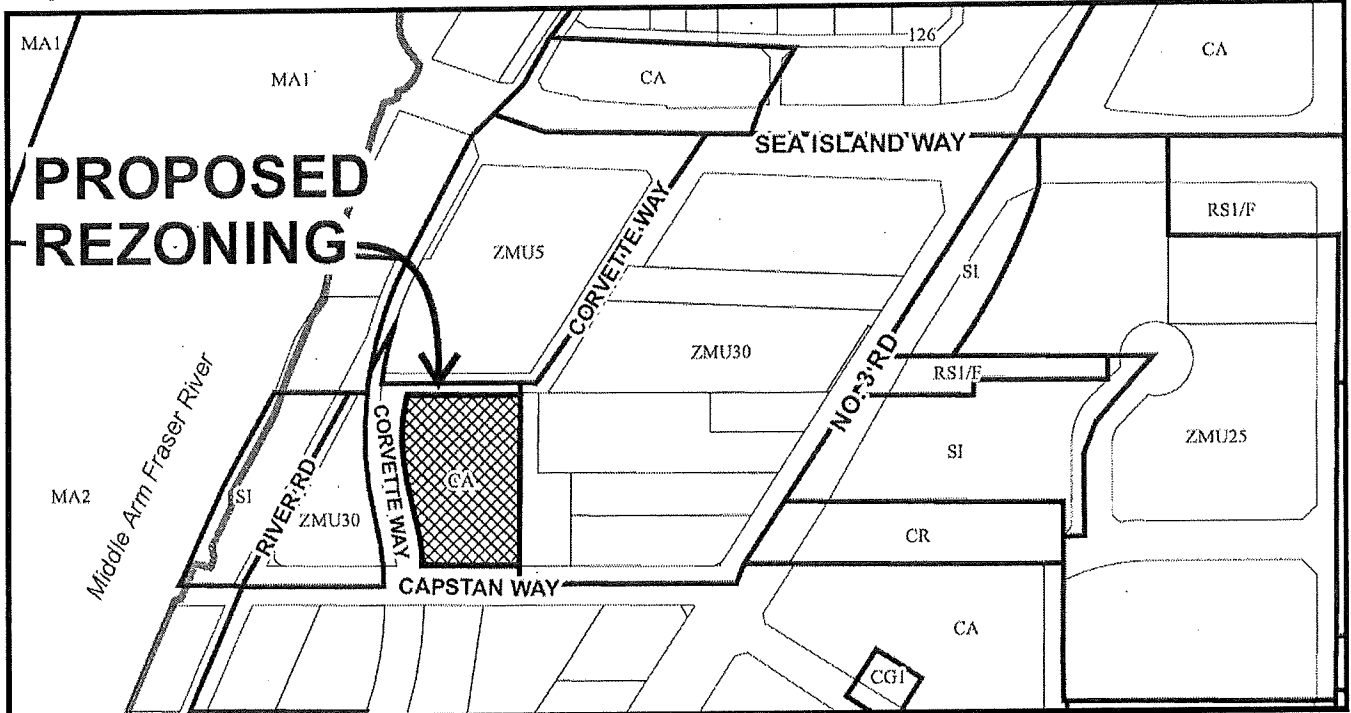 MA1
MA1
126
CA
CA
SEA ISLAND WAY
PROPOSED
REZONING
RS1/F
ZMU5
CORVETTE WAY
SI
ZMU30
NO. 3 RD
RS1/F
Middle Arm Fraser River
CORVETTE WAY
CA
SI
ZMU25
MA2
SI
RIVER RD
ZMU30
CR
CAPSTAN WAY
CA
CG1